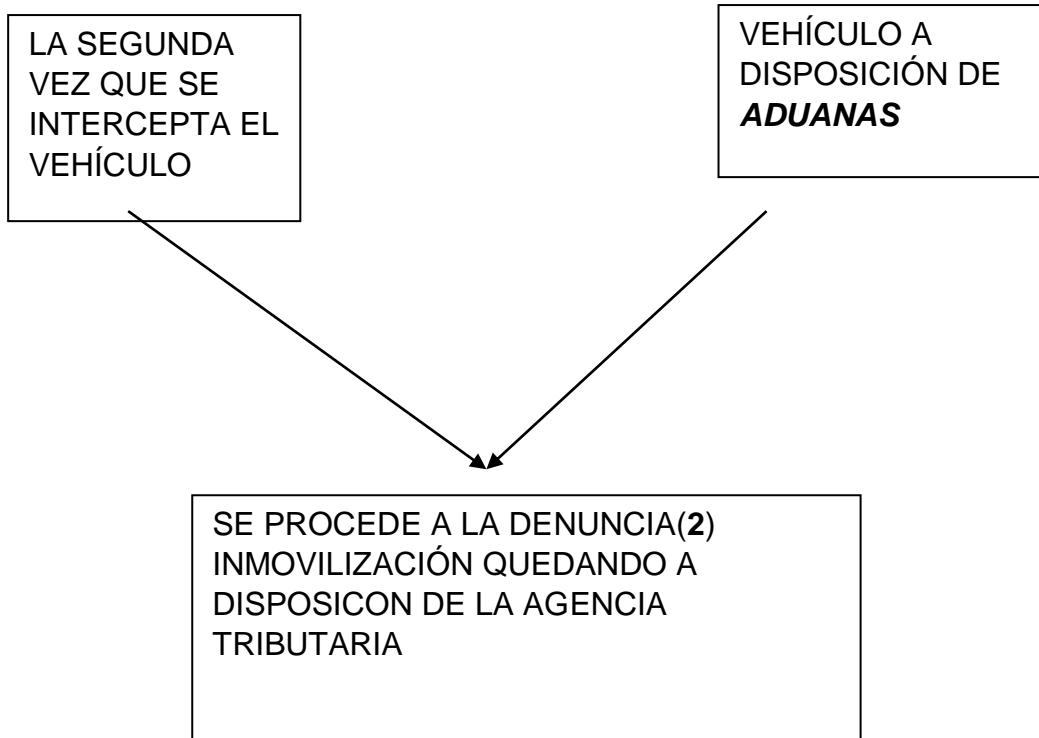 LA SEGUNDA
VEZ QUE SE
INTERCEPTA EL
VEHÍCULO
VEHÍCULO A
DISPOSICIÓN DE
ADUANAS
SE PROCEDE A LA DENUNCIA(2)
INMOVILIZACIÓN QUEDANDO A
DISPOSICON DE LA AGENCIA
TRIBUTARIA